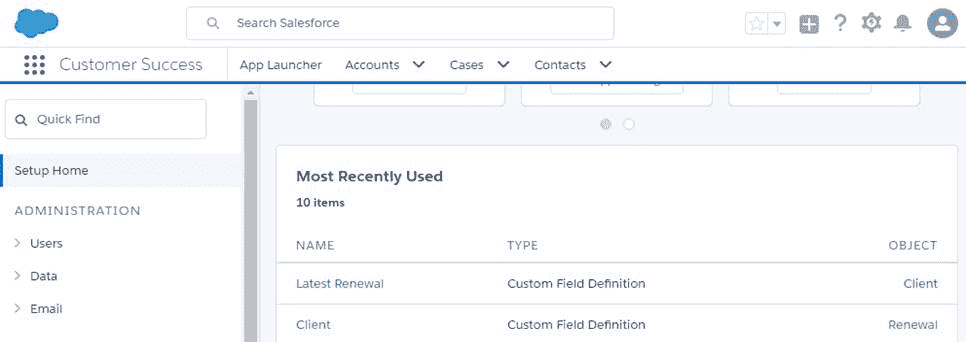 Search Salesforce
Customer Success App Launcher Accounts Cases Contacts
Quick Find
Setup Home
ADMINISTRATION
Users
Data
Email
Most Recently Used
10 items
NAME TYPE OBJECT
Latest Renewal Custom Field Definition Client
Client Custom Field Definition Renewal